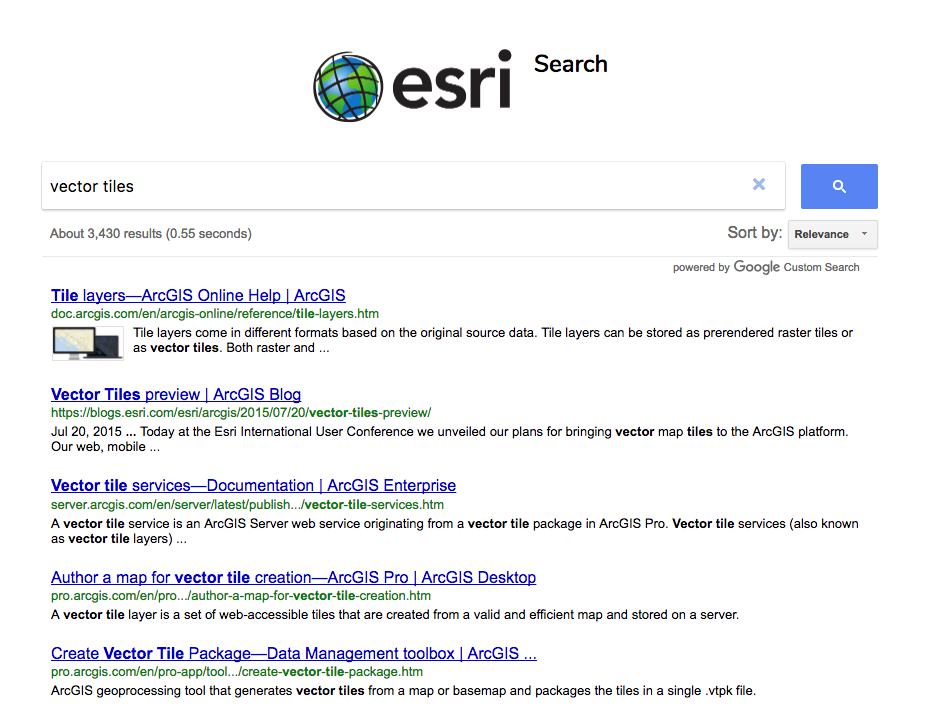 esri Search
vector tiles
About 3,430 results (0.55 seconds)
Sort by: Relevance
powered by Google Custom Search
Tile layers—ArcGIS Online Help | ArcGIS
doc.arcgis.com/en/arcgis-online/reference/tile-layers.htm
Tile layers come in different formats based on the original source data. Tile layers can be stored as prerendered raster tiles or
as vector tiles. Both raster and ...
Vector Tiles preview | ArcGIS Blog
https://blogs.esri.com/esri/arcgis/2015/07/20/vector-tiles-preview/
Jul 20, 2015 ... Today at the Esri International User Conference we unveiled our plans for bringing vector map tiles to the ArcGIS platform.
Our web, mobile ...
Vector tile services—Documentation | ArcGIS Enterprise
server.arcgis.com/en/server/latest/publish.../vector-tile-services.htm
A vector tile service is an ArcGIS Server web service originating from a vector tile package in ArcGIS Pro. Vector tile services (also known
as vector tile layers) ...
Author a map for vector tile creation—ArcGIS Pro | ArcGIS Desktop
pro.arcgis.com/en/pro.../author-a-map-for-vector-tile-creation.htm
A vector tile layer is a set of web-accessible tiles that are created from a valid and efficient map and stored on a server.
Create Vector Tile Package—Data Management toolbox | ArcGIS ...
pro.arcgis.com/en/pro-app/tool.../create-vector-tile-package.htm
ArcGIS geoprocessing tool that generates vector tiles from a map or basemap and packages the tiles in a single .vtpk file.